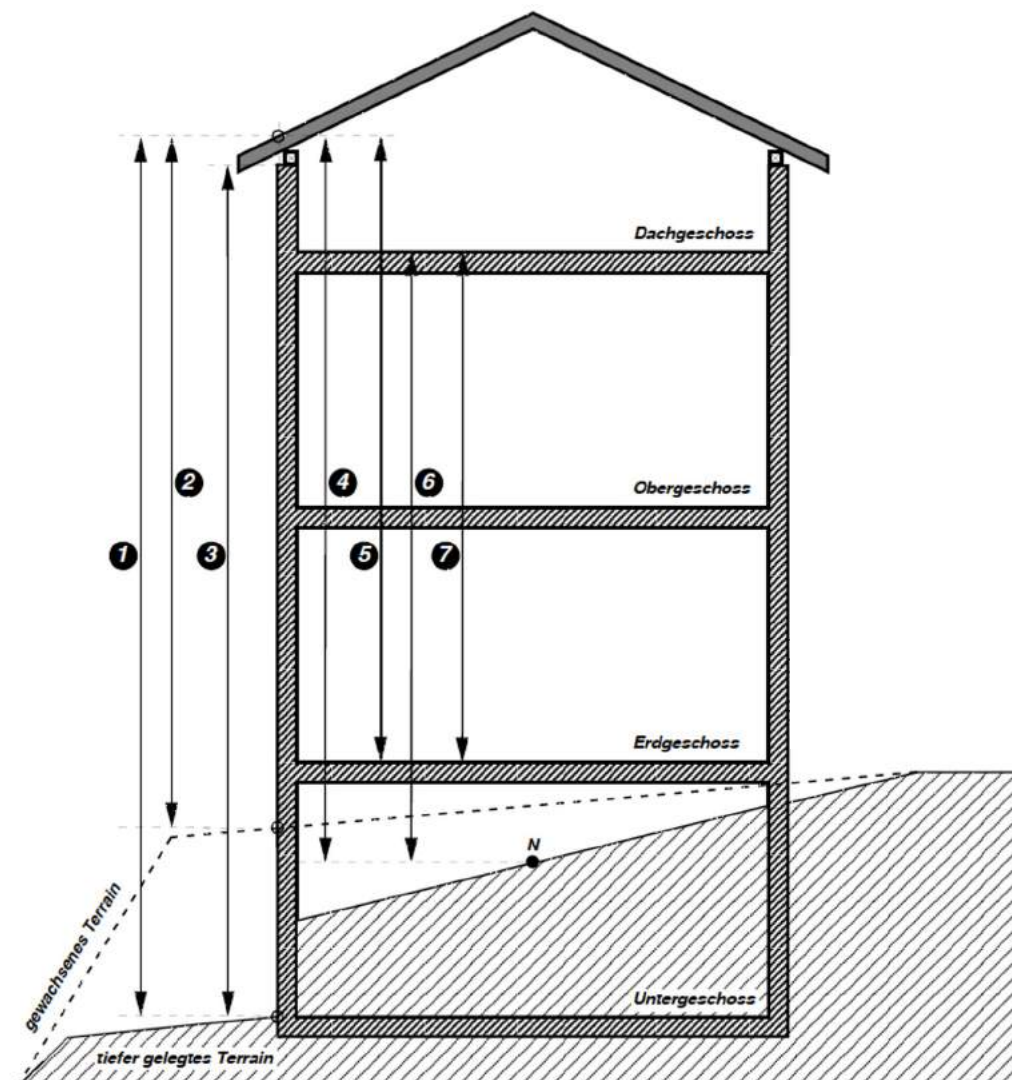 Dachgeschoss
2
4
6
Obergeschoss
1
3
5
7
Erdgeschoss
N
gewachsenes Terrain
Untergeschoss
tiefer gelegtes Terrain